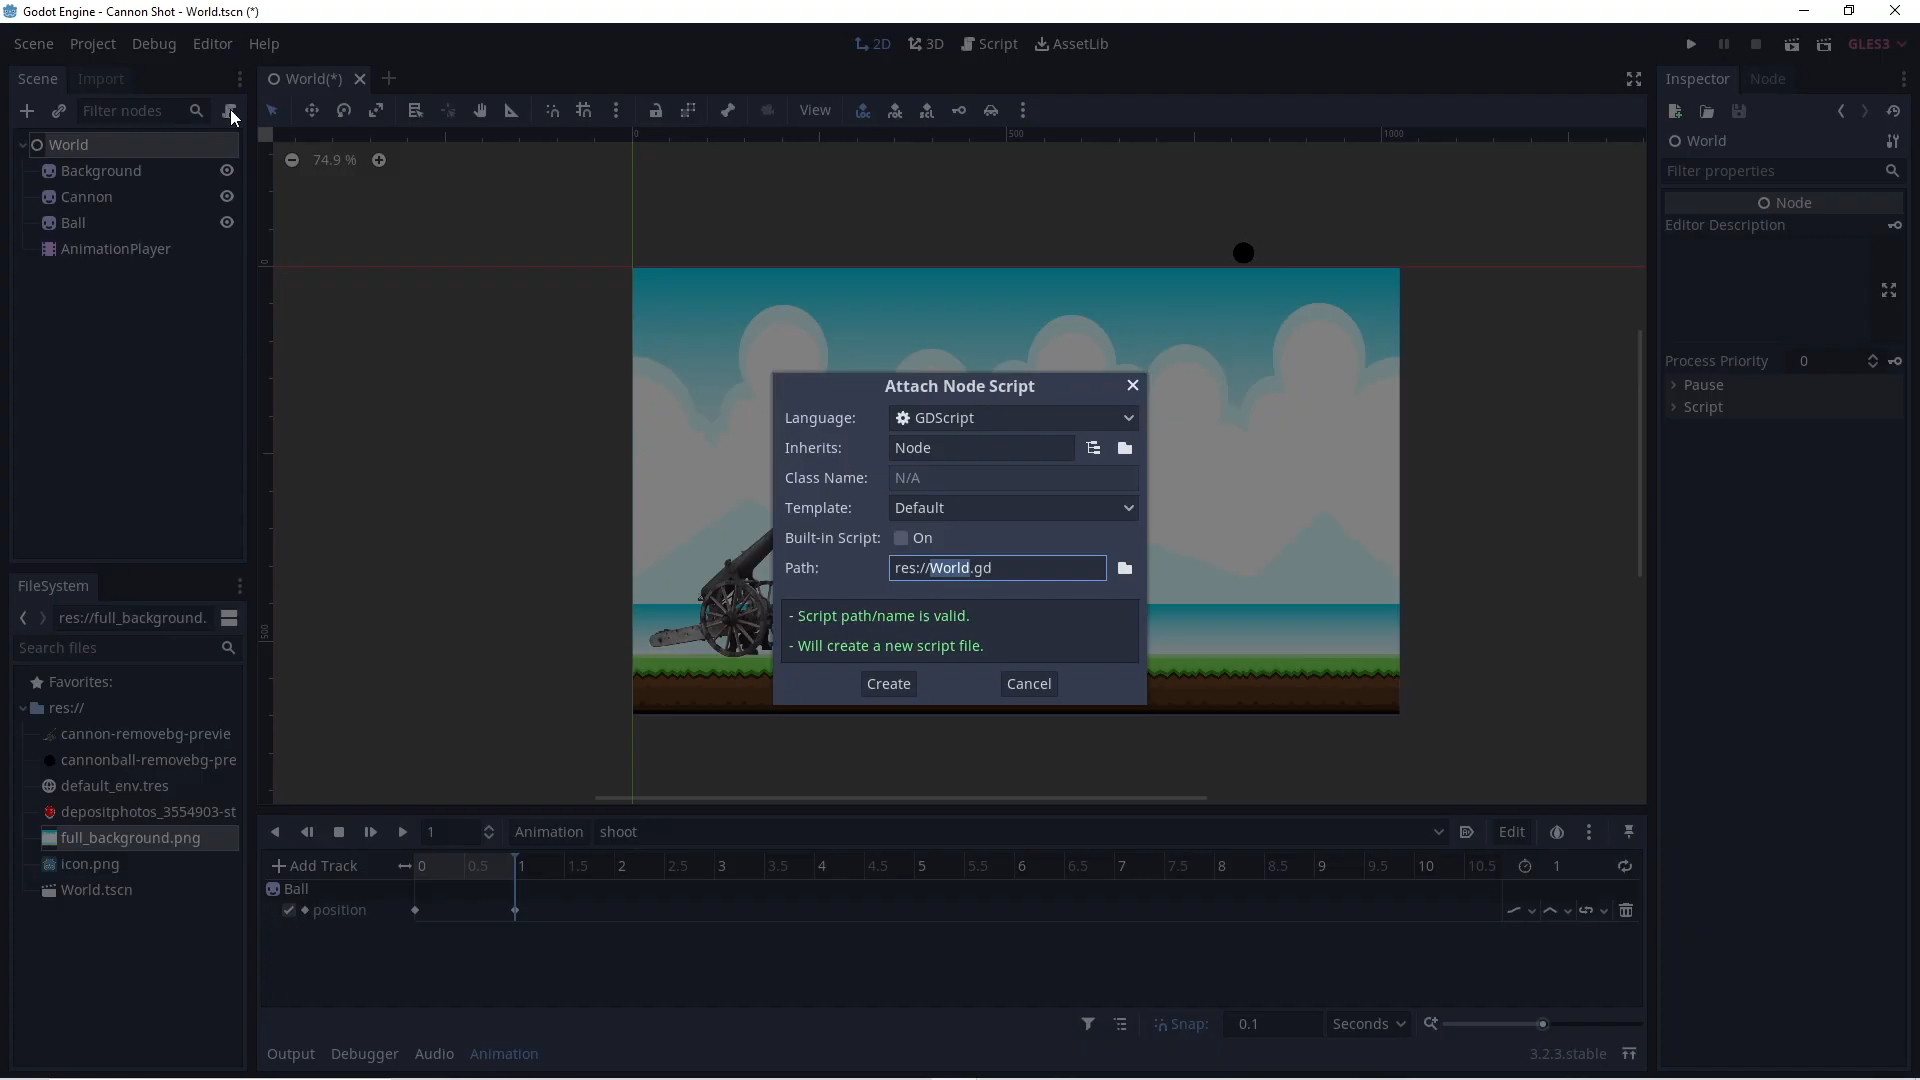 Godot Engine - Cannon Shot - World.tscn (*)
Scene Project Debug Editor Help
2D 3D Script AssetLib
GLES3
Scene Import
World(*)
Inspector Node
Filter nodes
View
World
Background
Cannon
Ball
AnimationPlayer
0 500 1000
74.9 %
0
500
World
Filter properties
Node
Editor Description
Process Priority 0
Pause
Script
Attach Node Script
Language: GDScript
Inherits: Node
Class Name: N/A
Template: Default
Built-in Script: On
Path: res://World.gd
- Script path/name is valid.
- Will create a new script file.
Create Cancel
FileSystem
res://full_background.
Search files
Favorites:
res://
cannon-removebg-previe
cannonball-removebg-pre
default_env.tres
depositphotos_3554903-st
full_background.png
icon.png
World.tscn
1 Animation shoot Edit
Add Track 0 0.5 1 1.5 2 2.5 3 3.5 4 4.5 5 5.5 6 6.5 7 7.5 8 8.5 9 9.5 10 10.5 1
Ball
position
Snap: 0.1 Seconds
Output Debugger Audio Animation 3.2.3.stable